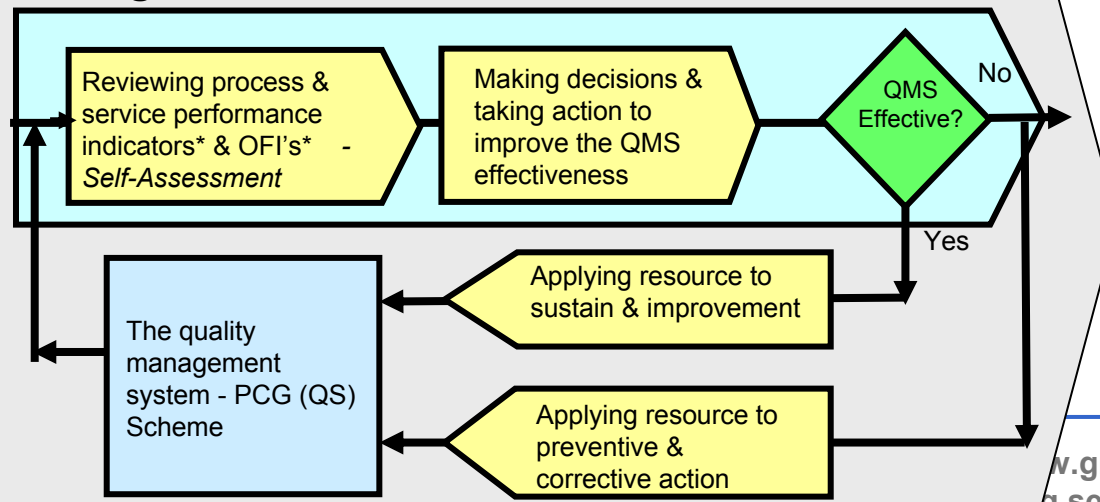 Reviewing process &
service performance
indicators* & OFI's* -
Self-Assessment
Making decisions &
taking action to
improve the QMS
effectiveness
QMS
Effective?
No
Yes
Applying resource to
sustain & improvement
The quality
management
system - PCG (QS)
Scheme
Applying resource to
preventive &
corrective action